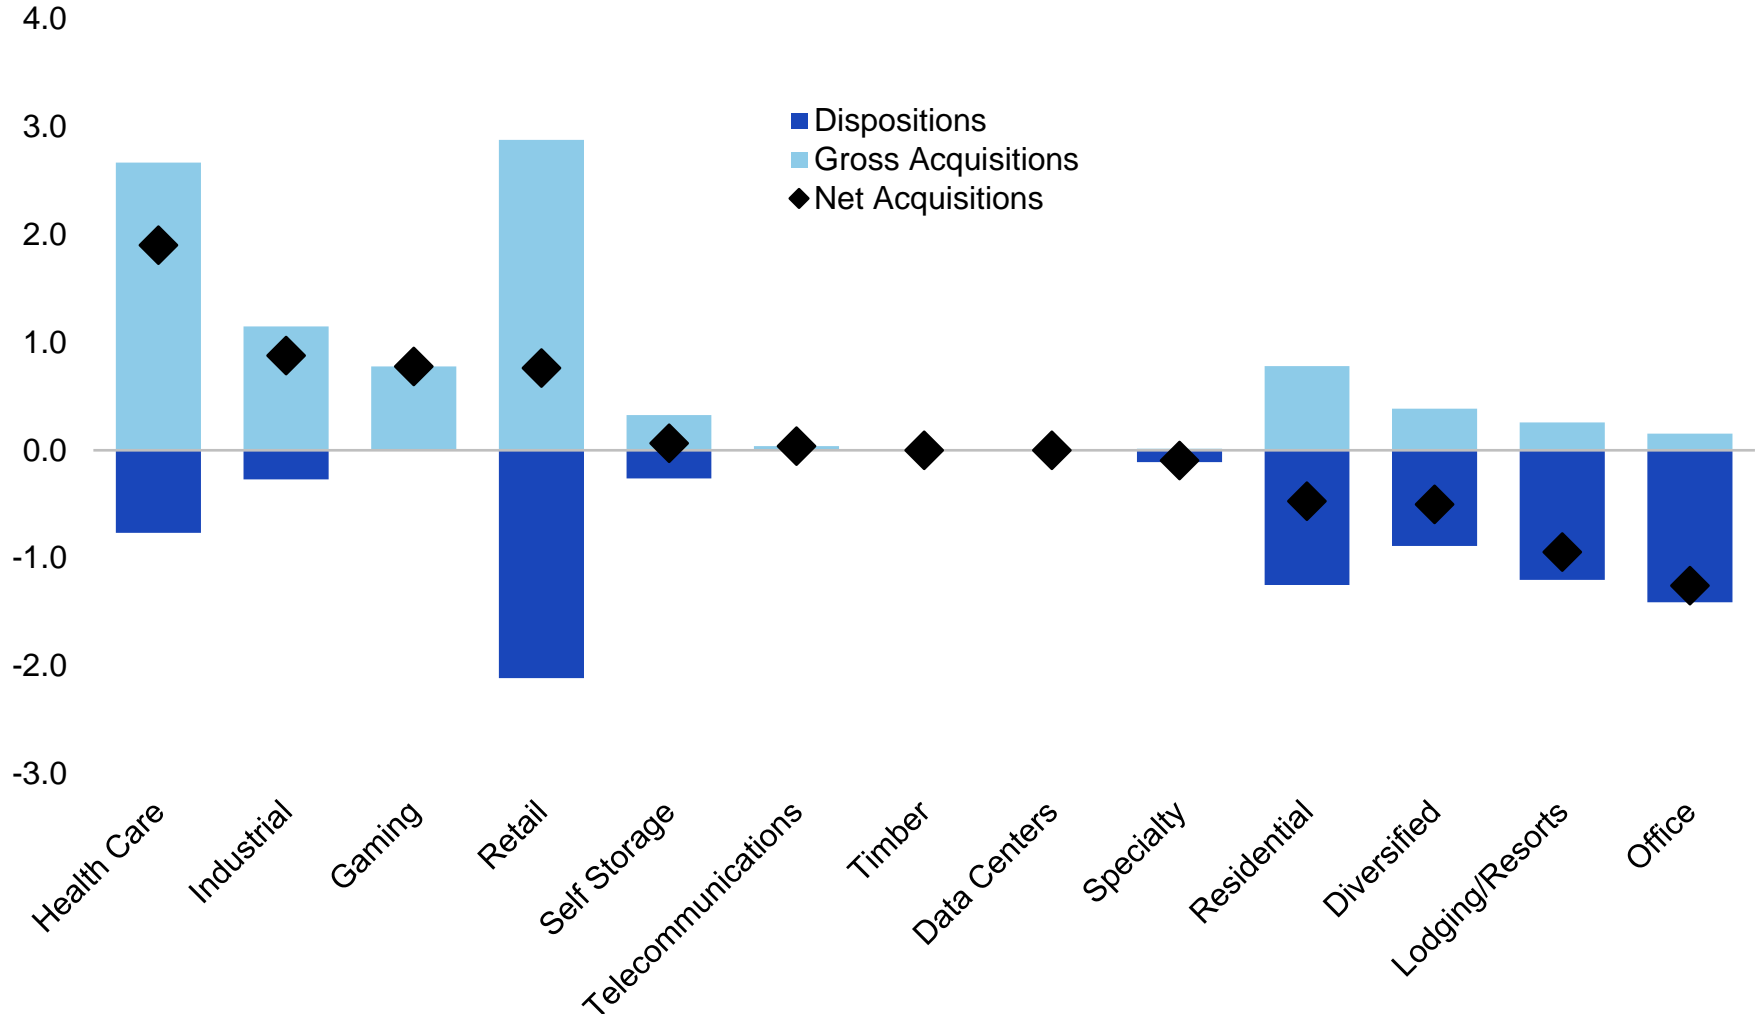 4.0
3.0
2.0
1.0
0.0
-1.0
-2.0
-3.0
Dispositions
Gross Acquisitions
Net Acquisitions
Health Care
Industrial
Gaming
Retail
Self Storage
Telecommunications
Timber
Data Centers
Specialty
Residential
Diversified
Lodging/Resorts
Office